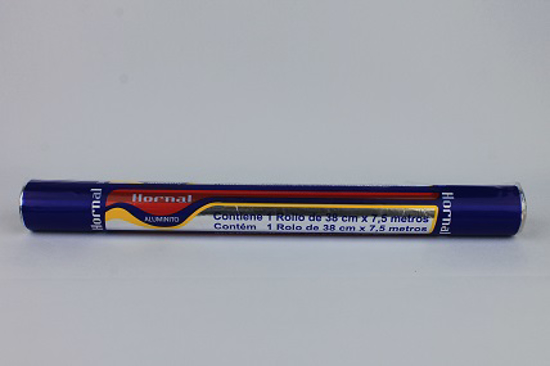 Hornal
Hornal
ALUMINITO
Contiene 1 Rollo de 38 cm x 7,5 metros
Contém 1 Rolo de 38 cm x 7.5 metros
Hornal